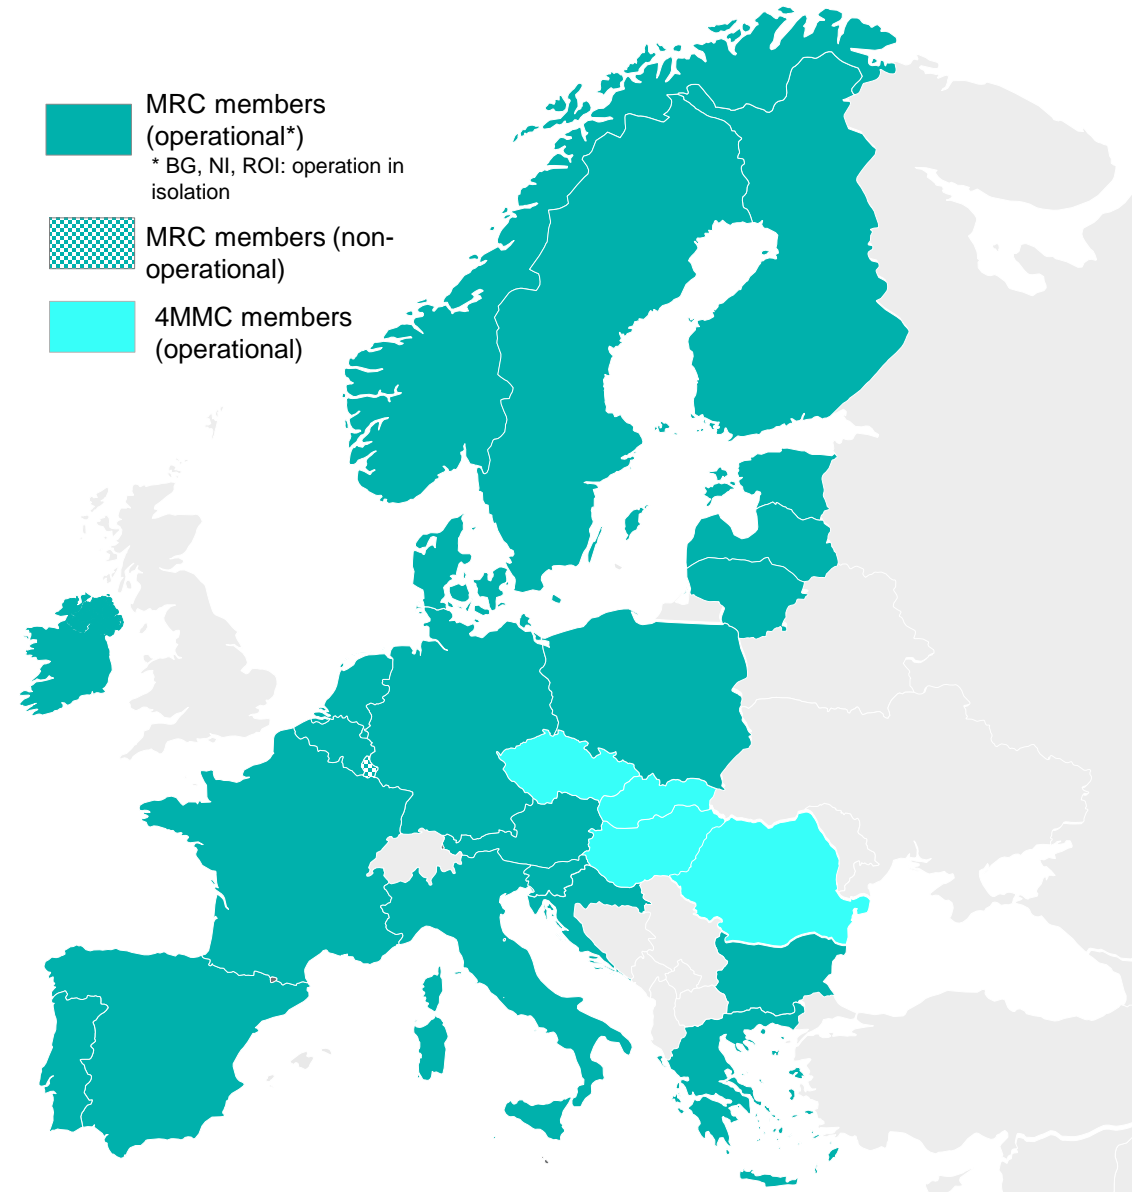 MRC members
(operational*)
* BG, NI, ROI: operation in
isolation
MRC members (non-
operational)
4MMC members
(operational)